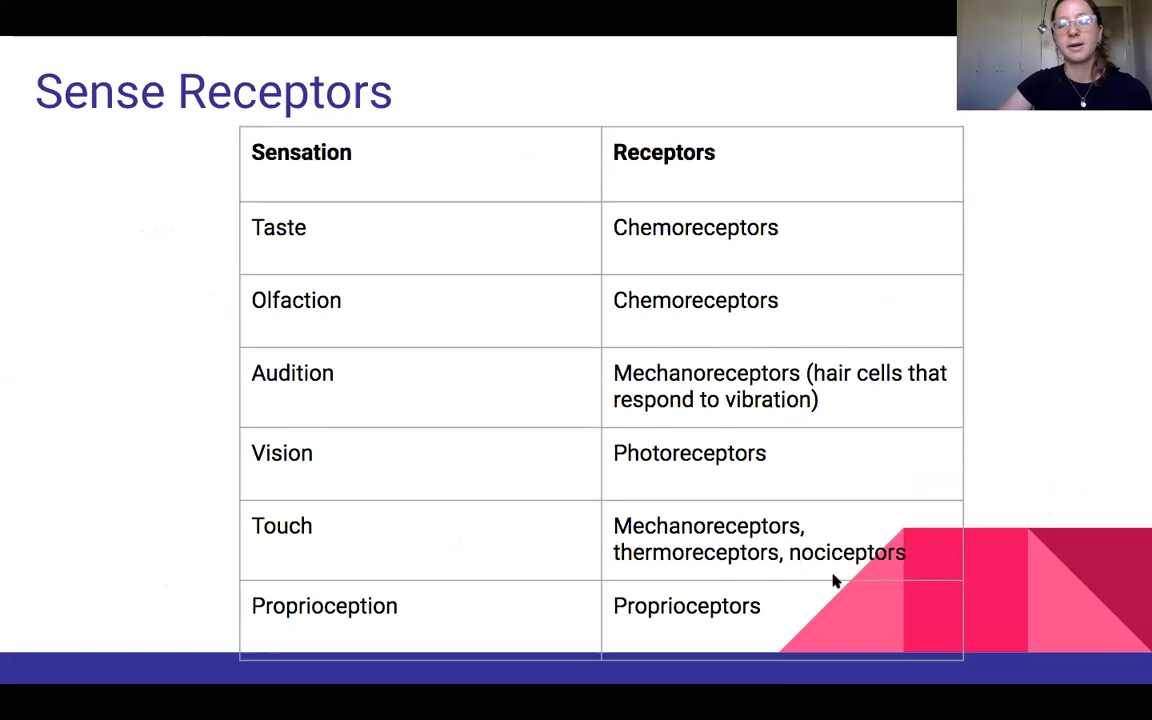 Sense Receptors
Sensation
Receptors
Taste
Chemoreceptors
Olfaction
Chemoreceptors
Audition
Mechanoreceptors (hair cells that
respond to vibration)
Vision
Photoreceptors
Touch
Mechanoreceptors,
thermoreceptors, nociceptors
Proprioception
Proprioceptors